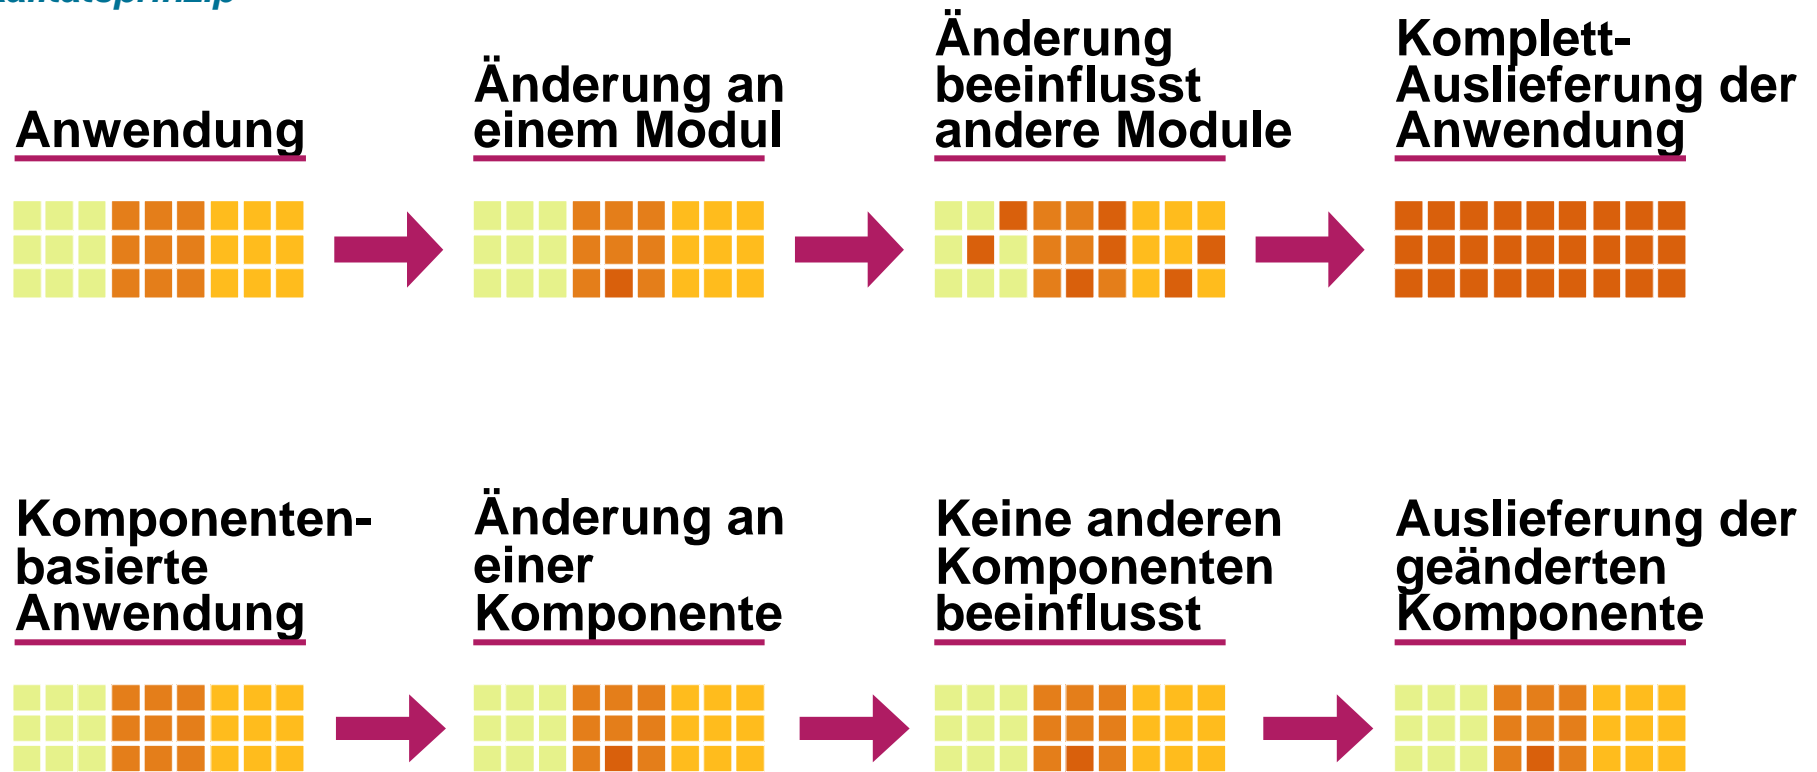 Anwendung
Änderung an
einem Modul
Änderung
beeinflusst
andere Module
Komplett-
Auslieferung der
Anwendung
Komponenten-
basierte
Anwendung
Änderung an
einer
Komponente
Keine anderen
Komponenten
beeinflusst
Auslieferung der
geänderten
Komponente